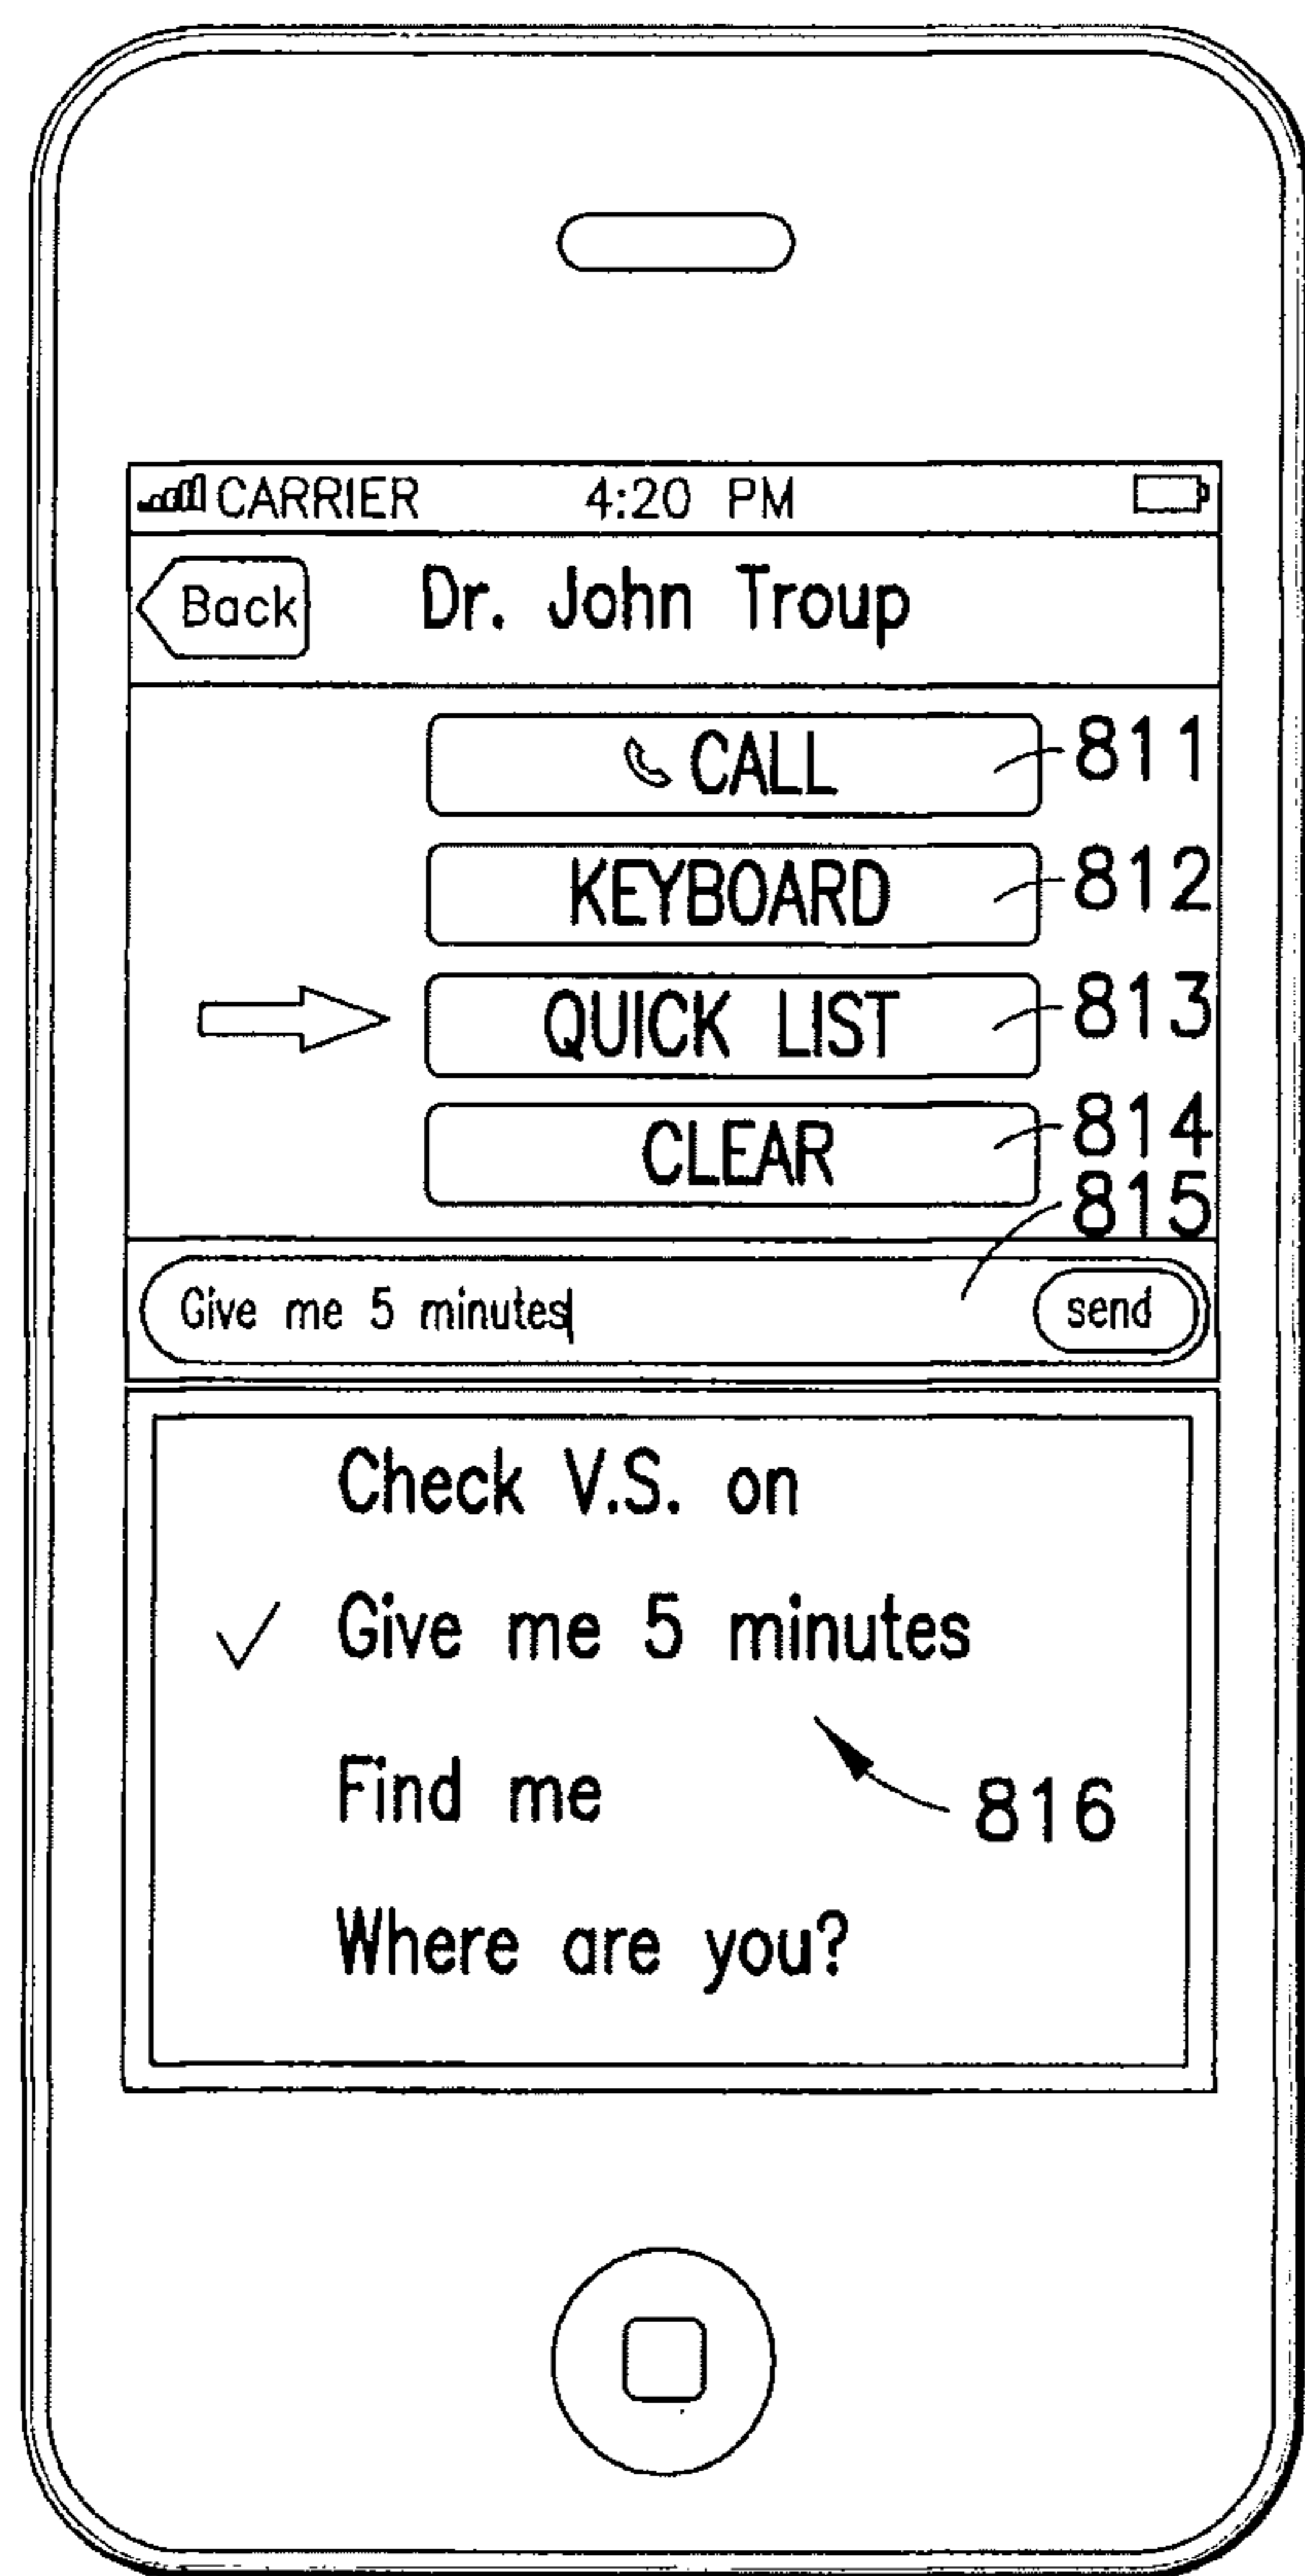 CARRIER 4:20 PM
Back Dr. John Troup
CALL 811
KEYBOARD 812
QUICK LIST 813
CLEAR 814
815
Give me 5 minutes send
Check V.S. on
Give me 5 minutes
Find me
816
Where are you?